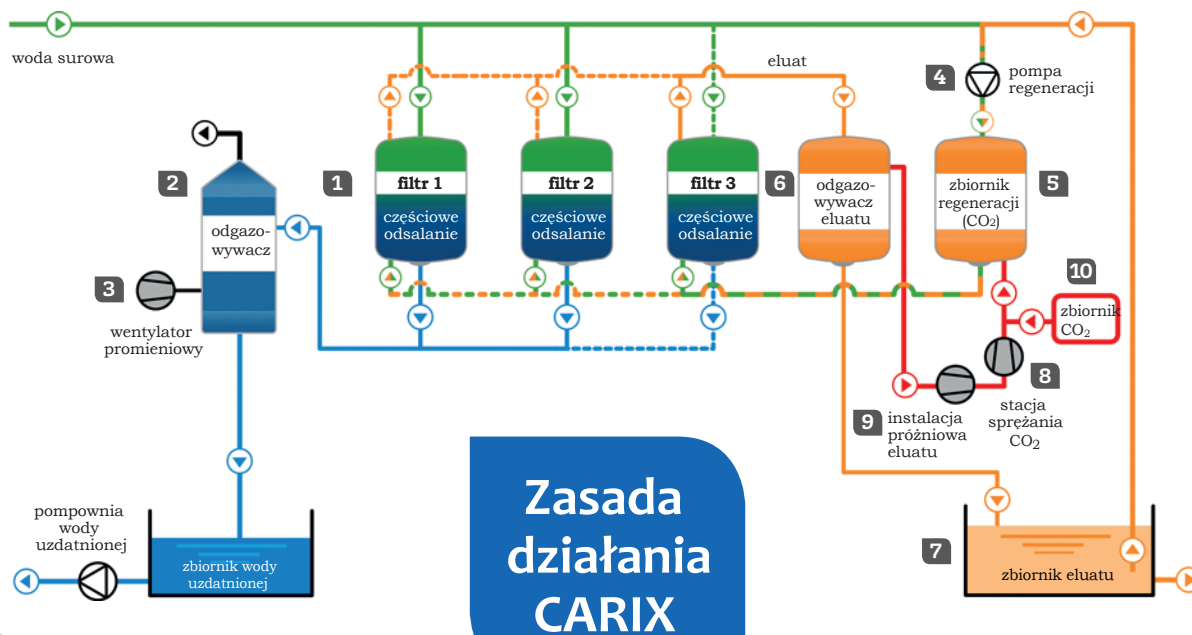 woda surowa
eluat
4
pompa
regeneracji
2
1
filtr 1
częściowe
odsalanie
filtr 2
częściowe
odsalanie
filtr 3
częściowe
odsalanie
6
odgazo-
wywacz
eluatu
zbiornik
regeneracji
(CO2)
5
odgazo-
wywacz
3
wentylator
promieniowy
10
zbiornik
CO2
8
stacja
sprężania
CO2
9
instalacja
próżniowa
eluatu
pompownia
wody
uzdatnionej
zbiornik wody
uzdatnionej
Zasada
działania
CARIX
7
zbiornik eluatu